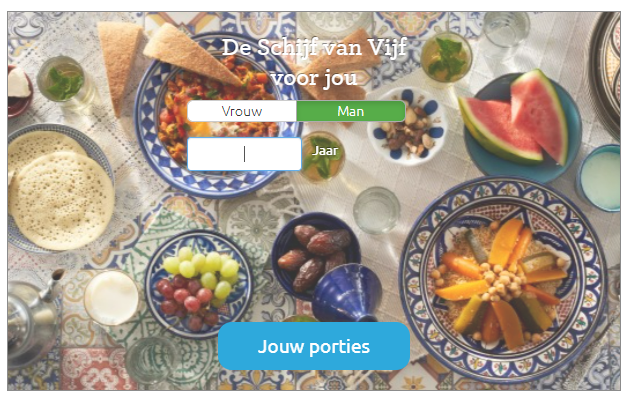 De Schijf van Vijf
voor jou
Vrouw Man
Jaar
Jouw porties